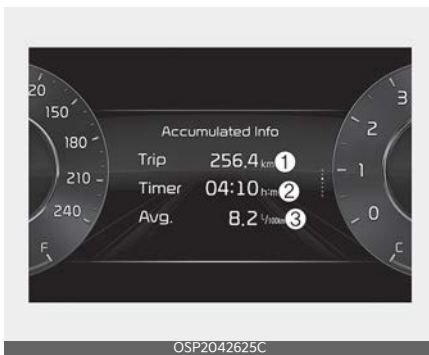 20
150
180
210
240
F
Accumulated Info
Trip 256.4 km ①
Timer 04:10 h:m ②
Avg. 8.2 L/100km ③
3
2
1
0
C
OSP2042625C